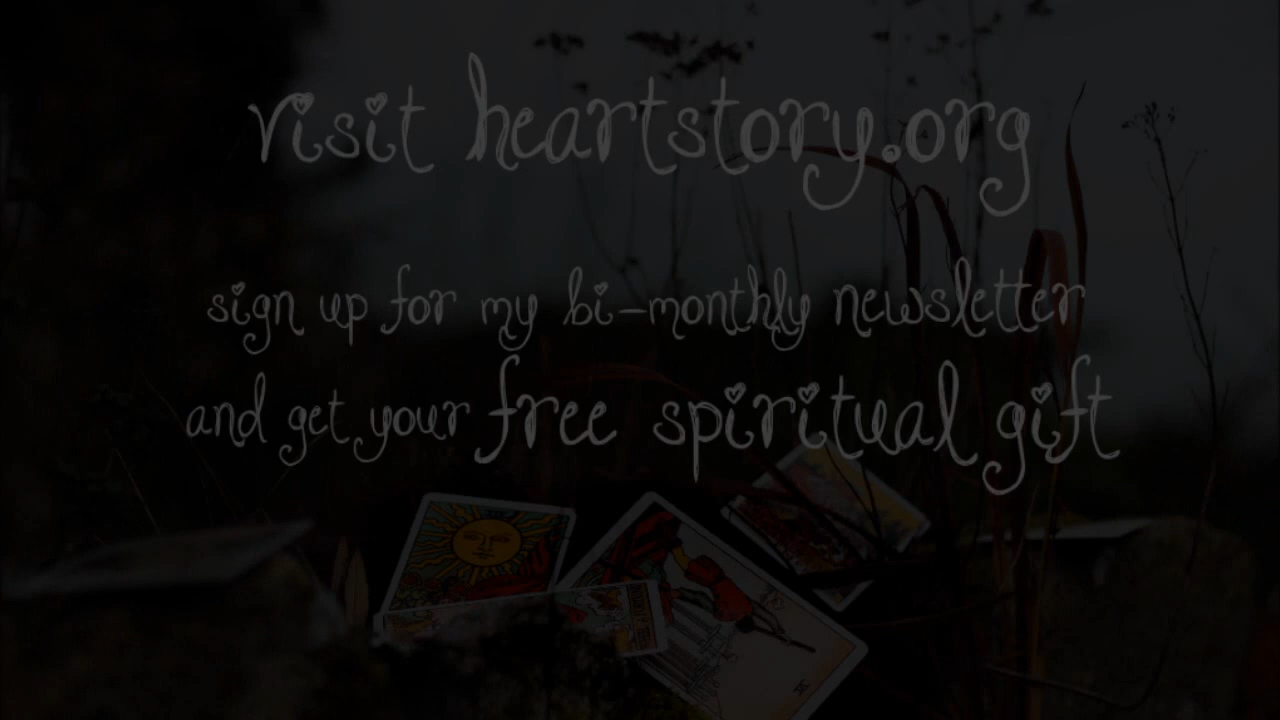 visit heartstory.org
sign up for my bi-monthly newsletter
and get your free spiritual gift